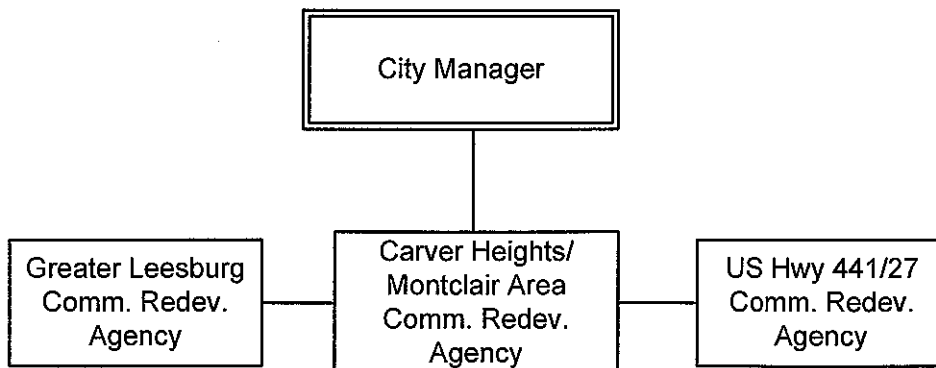 City Manager
Greater Leesburg
Comm. Redev.
Agency
Carver Heights/
Montclair Area
Comm. Redev.
Agency
US Hwy 441/27
Comm. Redev.
Agency